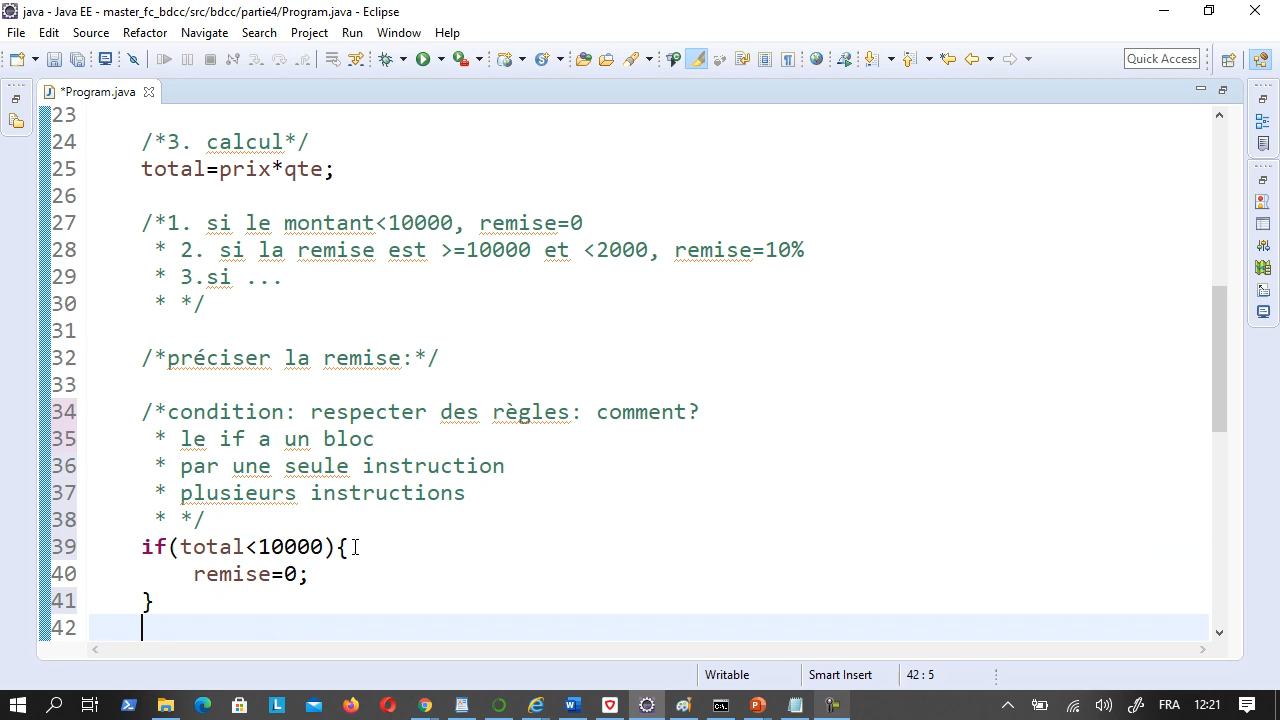 java - Java EE - master_fc_bdcc/src/bdcc/partie4/Program.java - Eclipse
File Edit Source Refactor Navigate Search Project Run Window Help
Quick Access
*Program.java
23
24 /*3. calcul*/
25 total=prix*qte;
26
27 /*1. si le montant<10000, remise=0
28 * 2. si la remise est >=10000 et <2000, remise=10%
29 * 3.si ...
30 * */
31
32 /*préciser la remise:*/
33
34 /*condition: respecter des règles: comment?
35 * le if a un bloc
36 * par une seule instruction
37 * plusieurs instructions
38 * */
39 if(total<10000){
40 remise=0;
41 }
42
Writable Smart Insert 42 : 5
FRA 12:21